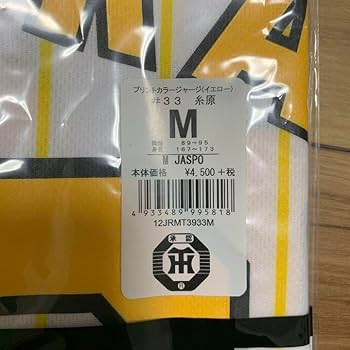 プリントカラージャージ(イエロー)
#33 糸原
M
胸囲 89~95
身長 167~173
M JASPO
本体価格 ¥4,500+税
4933489995818
12JRMT3933M
承認